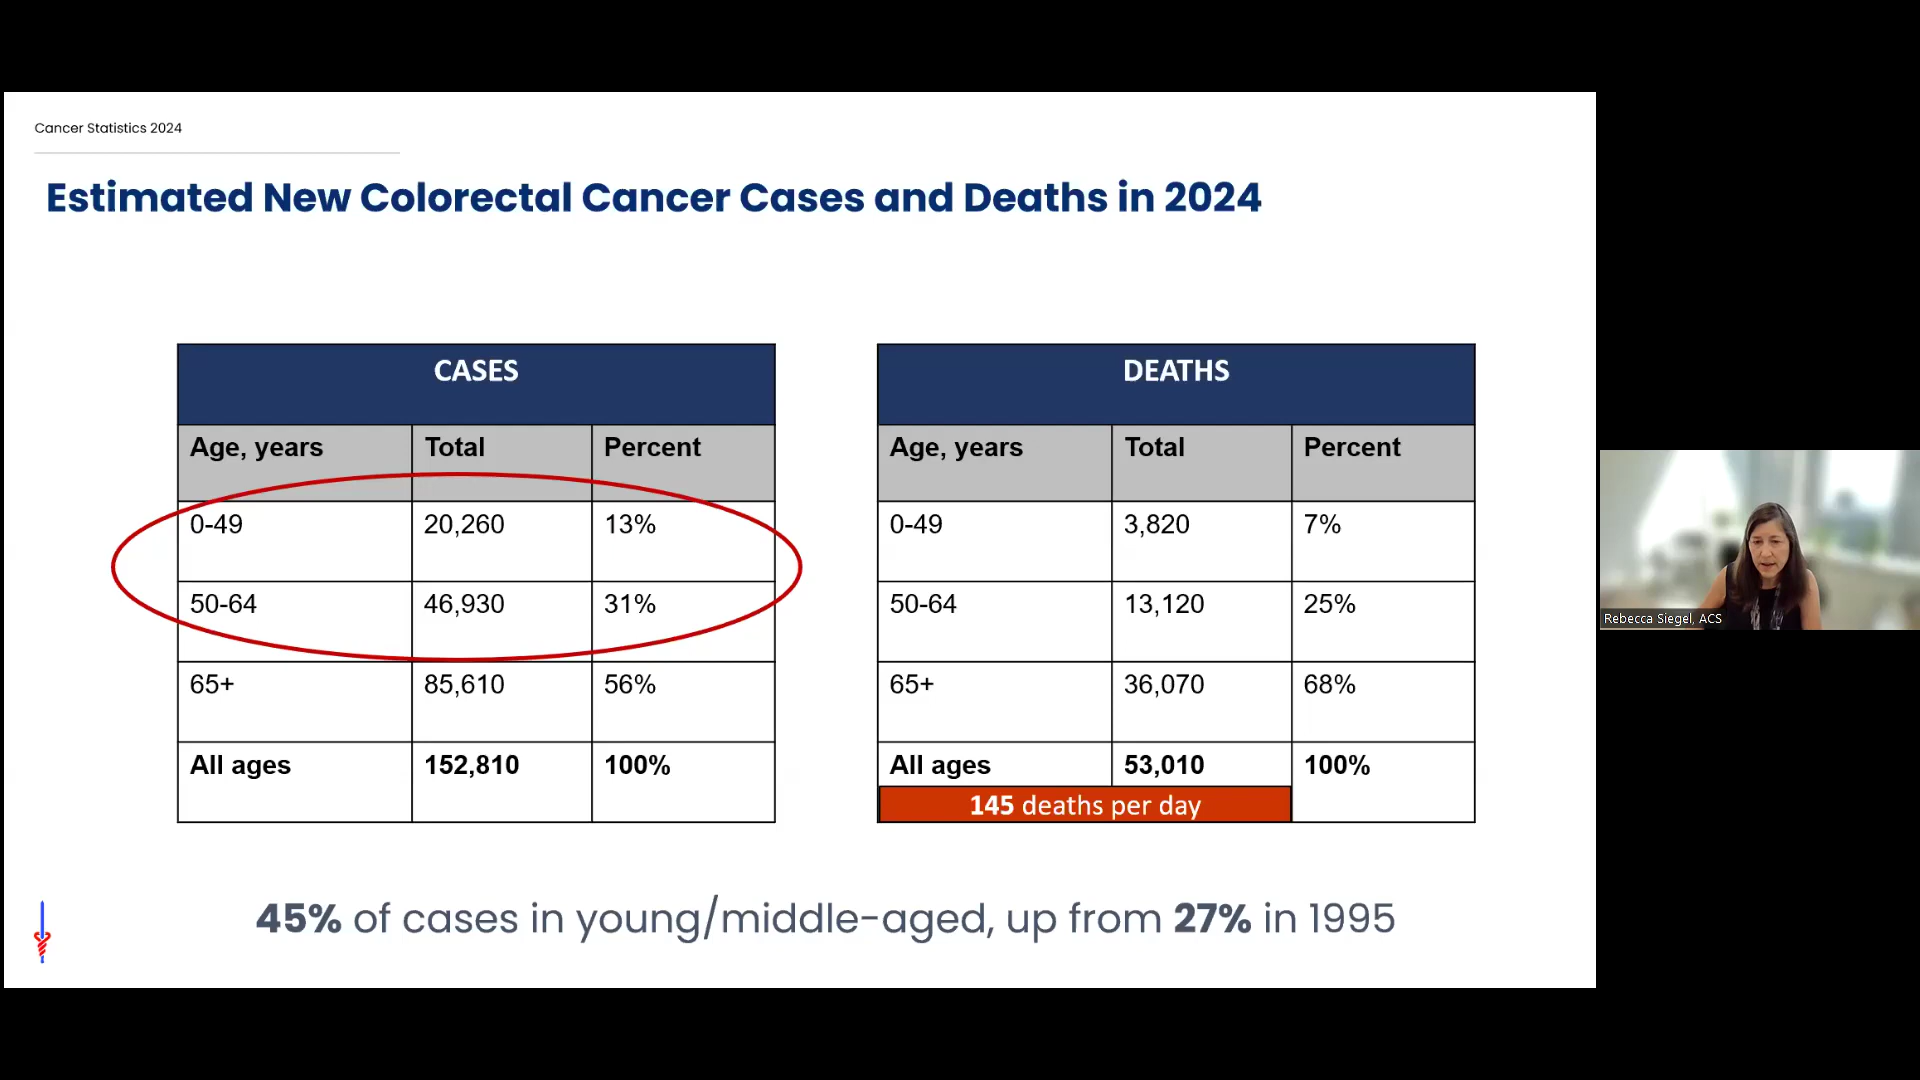 Cancer Statistics 2024
Estimated New Colorectal Cancer Cases and Deaths in 2024
CASES
Age, years Total Percent
0-49 20,260 13%
50-64 46,930 31%
65+ 85,610 56%
All ages 152,810 100%
DEATHS
Age, years Total Percent
0-49 3,820 7%
50-64 13,120 25%
65+ 36,070 68%
All ages 53,010 100%
145 deaths per day
45% of cases in young/middle-aged, up from 27% in 1995
Rebecca Siegel, ACS